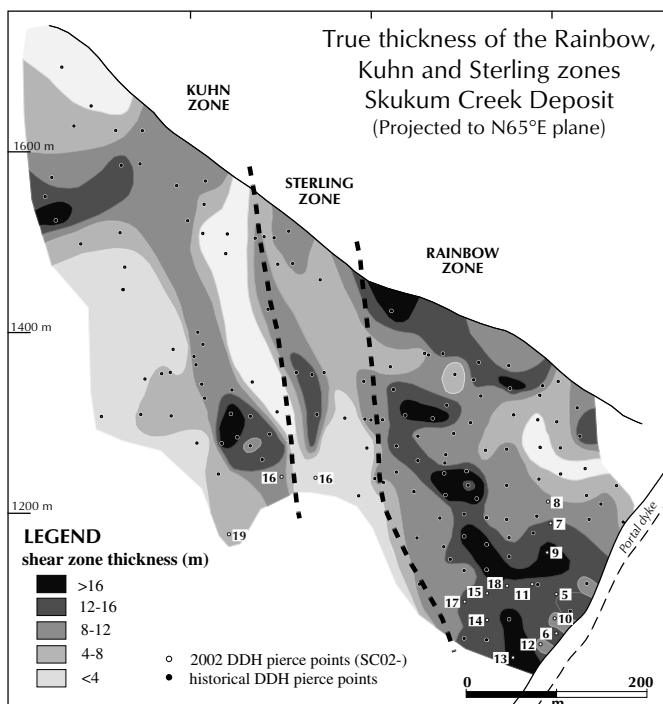 True thickness of the Rainbow,
Kuhn and Sterling zones
Skukum Creek Deposit
(Projected to N65°E plane)
KUHN
ZONE
1600 m
STERLING
ZONE
RAINBOW
ZONE
1400 m
16
16
8
1200 m
7
19
9
18
15
11
5
17
14
10
6
12
13
Portal dyke
LEGEND
shear zone thickness (m)
>16
12-16
8-12
4-8
<4
2002 DDH pierce points (SC02-)
historical DDH pierce points
0 200
m